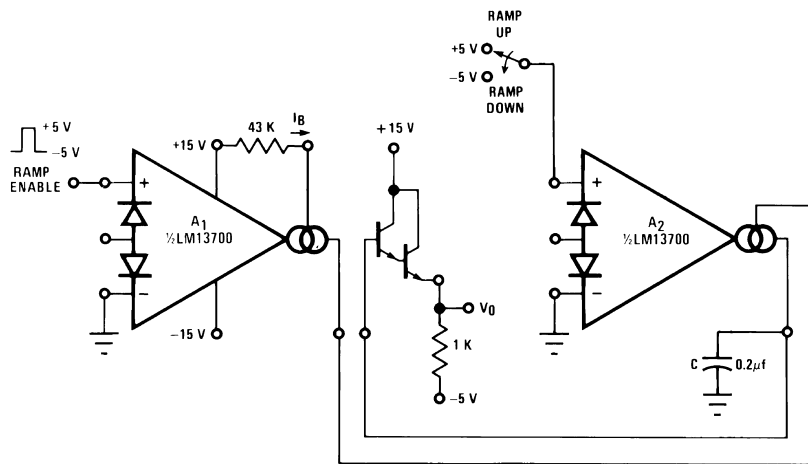 RAMP
UP
+5 V
−5 V
RAMP
DOWN
+5 V
−5 V
RAMP
ENABLE
+15 V
43 K
I_B
+
A₁
½LM13700
−
−15 V
+15 V
V₀
1 K
−5 V
+
A₂
½LM13700
−
C
0.2μf